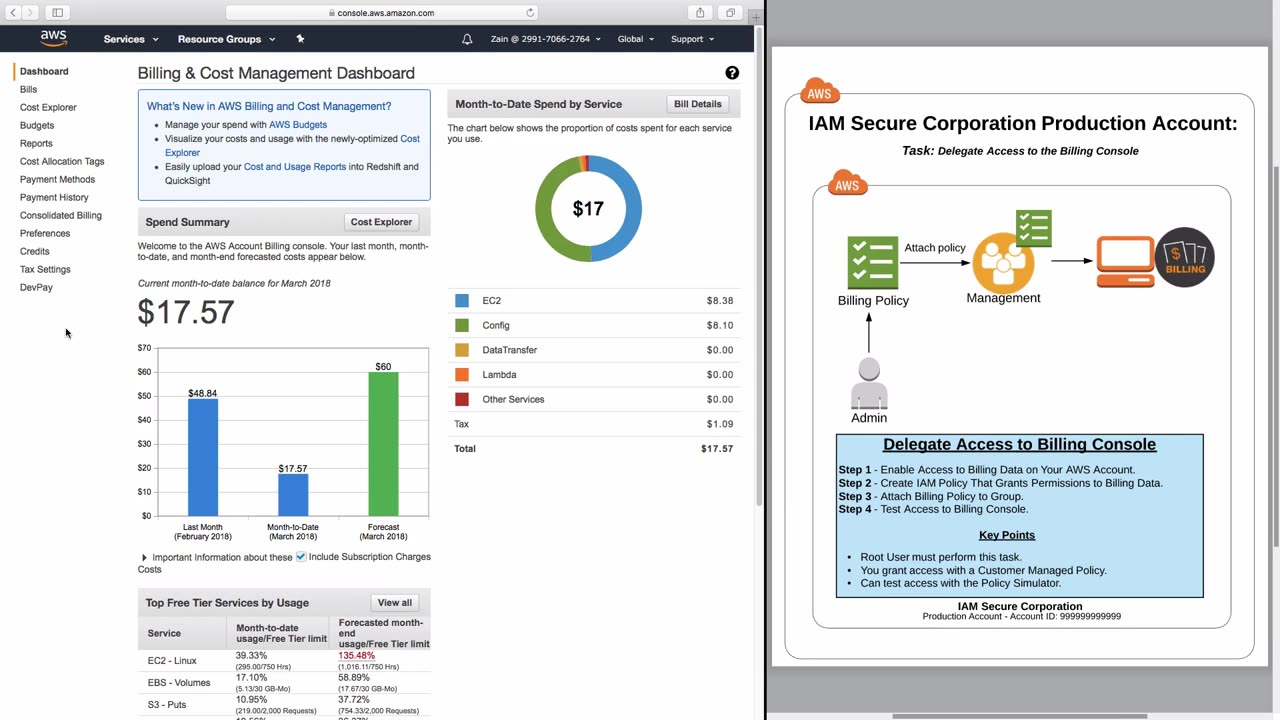 console.aws.amazon.com
aws
Services
Resource Groups
Zain @ 2991-7066-2764
Global
Support
Dashboard
Bills
Cost Explorer
Budgets
Reports
Cost Allocation Tags
Payment Methods
Payment History
Consolidated Billing
Preferences
Credits
Tax Settings
DevPay
Billing & Cost Management Dashboard
?
What's New in AWS Billing and Cost Management?
• Manage your spend with AWS Budgets
• Visualize your costs and usage with the newly-optimized Cost
Explorer
• Easily upload your Cost and Usage Reports into Redshift and
QuickSight
Spend Summary
Cost Explorer
Welcome to the AWS Account Billing console. Your last month, month-
to-date, and month-end forecasted costs appear below.
Current month-to-date balance for March 2018
$17.57
$70
$60
$50
$40
$30
$20
$10
$0
$48.84
$17.57
$60
Last Month
(February 2018)
Month-to-Date
(March 2018)
Forecast
(March 2018)
Important Information about these
Costs
Include Subscription Charges
Top Free Tier Services by Usage
View all
Service
Month-to-date
usage/Free Tier limit
Forecasted month-
end
usage/Free Tier limit
EC2 - Linux
39.33%
(295.00/750 Hrs)
135.48%
(1,016.11/750 Hrs)
EBS - Volumes
17.10%
(5.13/30 GB-Mo)
58.89%
(17.67/30 GB-Mo)
S3 - Puts
10.95%
(219.00/2,000 Requests)
37.72%
(754.33/2,000 Requests)
Month-to-Date Spend by Service
Bill Details
The chart below shows the proportion of costs spent for each service
you use.
$17
EC2 $8.38
Config $8.10
DataTransfer $0.00
Lambda $0.00
Other Services $0.00
Tax $1.09
Total $17.57
AWS
IAM Secure Corporation Production Account:
Task: Delegate Access to the Billing Console
AWS
Attach policy
Billing Policy
Management
$
BILLING
Admin
Delegate Access to Billing Console
Step 1 - Enable Access to Billing Data on Your AWS Account.
Step 2 - Create IAM Policy That Grants Permissions to Billing Data.
Step 3 - Attach Billing Policy to Group.
Step 4 - Test Access to Billing Console.
Key Points
• Root User must perform this task.
• You grant access with a Customer Managed Policy.
• Can test access with the Policy Simulator.
IAM Secure Corporation
Production Account - Account ID: 999999999999